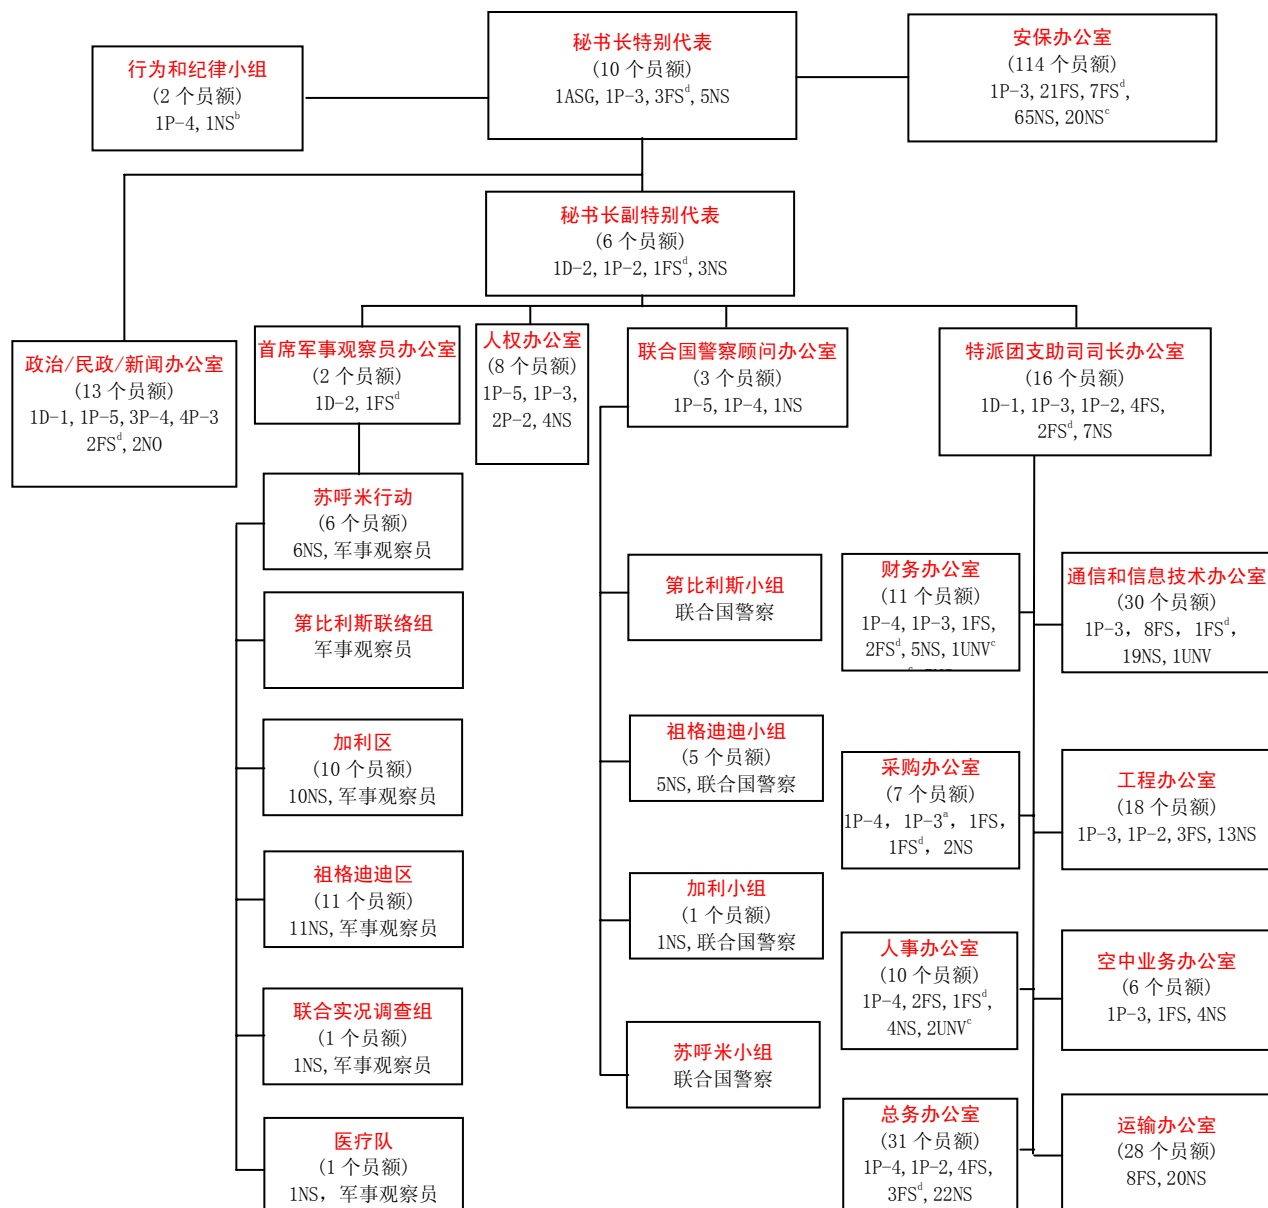 行为和纪律小组
(2 个员额)
1P-4, 1NSᵇ
秘书长特别代表
(10 个员额)
1ASG, 1P-3, 3FSᵈ, 5NS
安保办公室
(114 个员额)
1P-3, 21FS, 7FSᵈ,
65NS, 20NSᶜ
秘书长副特别代表
(6 个员额)
1D-2, 1P-2, 1FSᵈ, 3NS
政治/民政/新闻办公室
(13 个员额)
1D-1, 1P-5, 3P-4, 4P-3
2FSᵈ, 2NO
首席军事观察员办公室
(2 个员额)
1D-2, 1FSᵈ
人权办公室
(8 个员额)
1P-5, 1P-3,
2P-2, 4NS
联合国警察顾问办公室
(3 个员额)
1P-5, 1P-4, 1NS
特派团支助司司长办公室
(16 个员额)
1D-1, 1P-3, 1P-2, 4FS,
2FSᵈ, 7NS
苏呼米行动
(6 个员额)
6NS, 军事观察员
第比利斯联络组
军事观察员
加利区
(10 个员额)
10NS, 军事观察员
祖格迪迪区
(11 个员额)
11NS, 军事观察员
联合实况调查组
(1 个员额)
1NS, 军事观察员
医疗队
(1 个员额)
1NS, 军事观察员
第比利斯小组
联合国警察
祖格迪迪小组
(5 个员额)
5NS, 联合国警察
加利小组
(1 个员额)
1NS, 联合国警察
苏呼米小组
联合国警察
财务办公室
(11 个员额)
1P-4, 1P-3, 1FS,
2FSᵈ, 5NS, 1UNVᶜ
采购办公室
(7 个员额)
1P-4, 1P-3ᵃ, 1FS,
1FSᵈ, 2NS
人事办公室
(10 个员额)
1P-4, 2FS, 1FSᵈ,
4NS, 2UNVᶜ
总务办公室
(31 个员额)
1P-4, 1P-2, 4FS,
3FSᵈ, 22NS
通信和信息技术办公室
(30 个员额)
1P-3, 8FS, 1FSᵈ,
19NS, 1UNV
工程办公室
(18 个员额)
1P-3, 1P-2, 3FS, 13NS
空中业务办公室
(6 个员额)
1P-3, 1FS, 4NS
运输办公室
(28 个员额)
8FS, 20NS